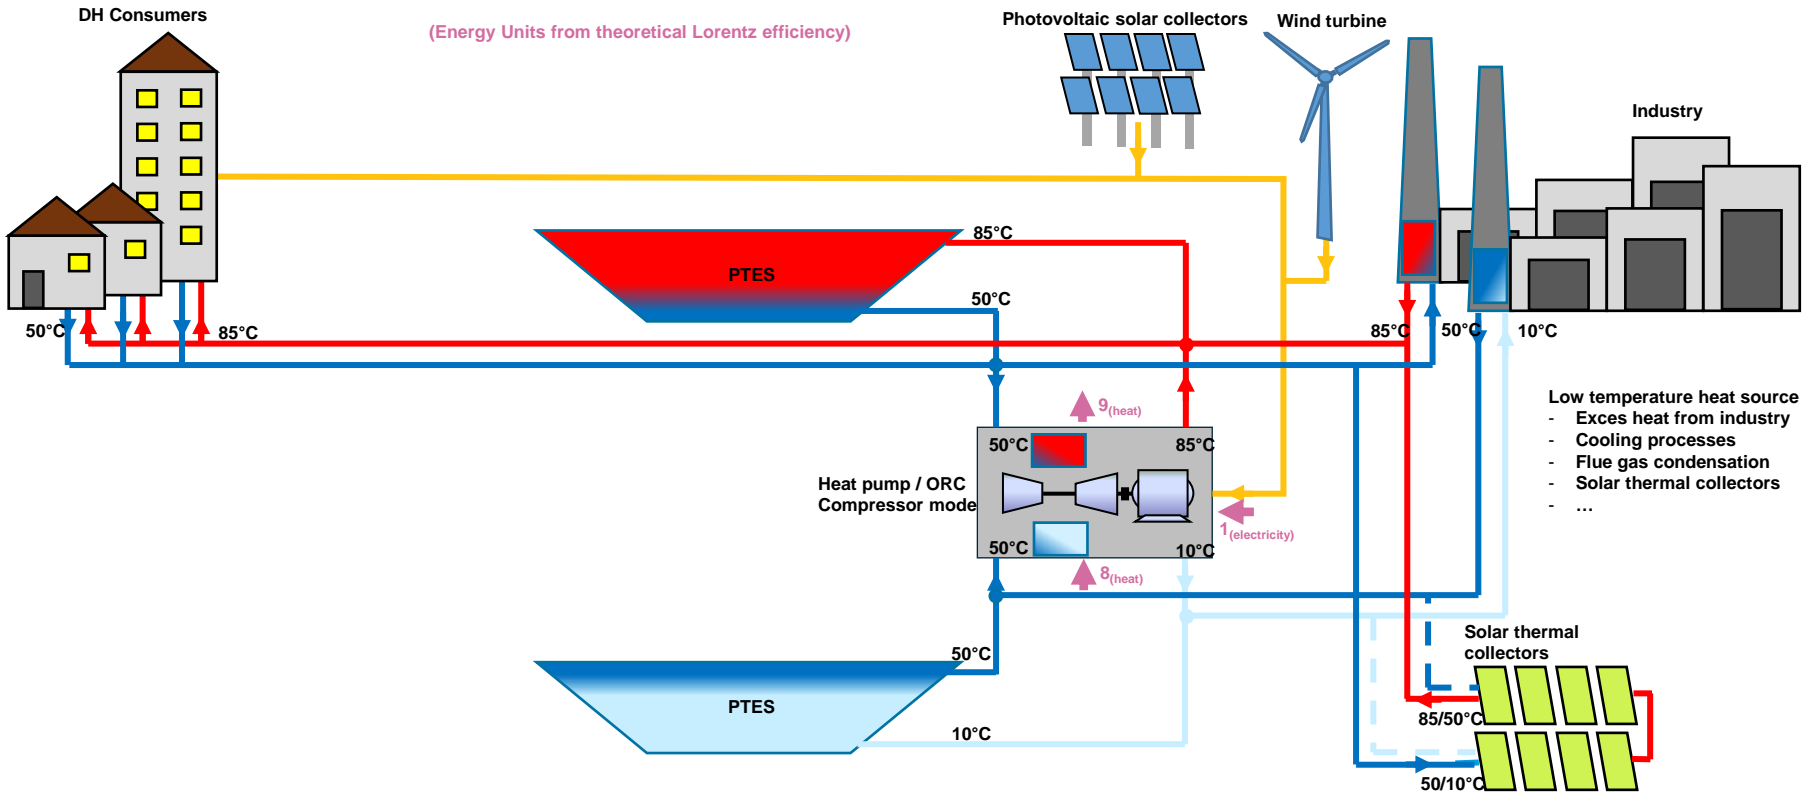 DH Consumers
(Energy Units from theoretical Lorentz efficiency)
Photovoltaic solar collectors
Wind turbine
Industry
85°C
PTES
50°C
50°C
85°C
85°C
50°C
10°C
Low temperature heat source
- Exces heat from industry
- Cooling processes
- Flue gas condensation
- Solar thermal collectors
- ...
9(heat)
50°C
85°C
Heat pump / ORC
Compressor mode
1(electricity)
50°C
10°C
8(heat)
Solar thermal
collectors
50°C
PTES
10°C
85/50°C
50/10°C